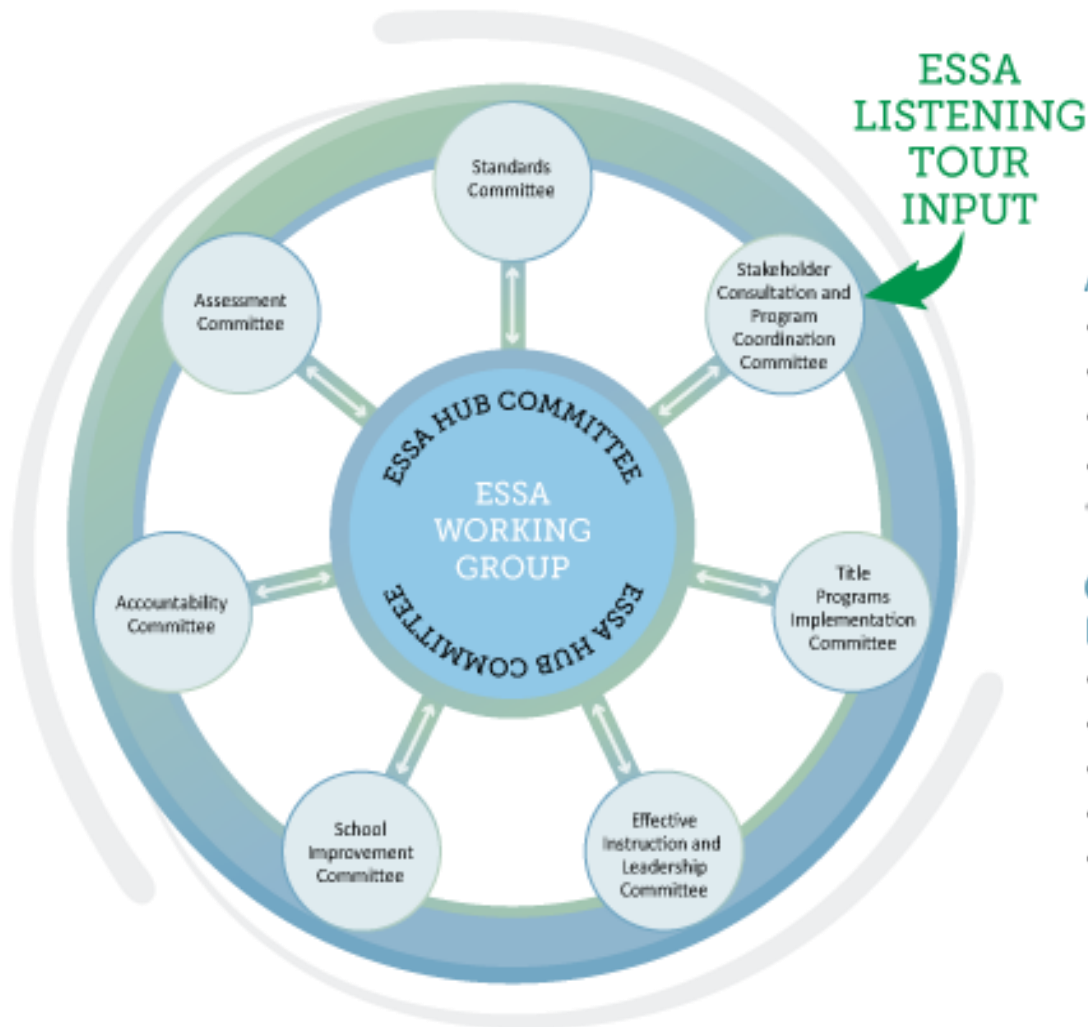 ESSA
LISTENING
TOUR
INPUT
Standards
Committee
Stakeholder
Consultation and
Program
Coordination
Committee
Assessment
Committee
ESSA HUB COMMITTEE
ESSA
WORKING
GROUP
ESSA HUB COMMITTEE
Title
Programs
Implementation
Committee
Accountability
Committee
School
Improvement
Committee
Effective
Instruction and
Leadership
Committee